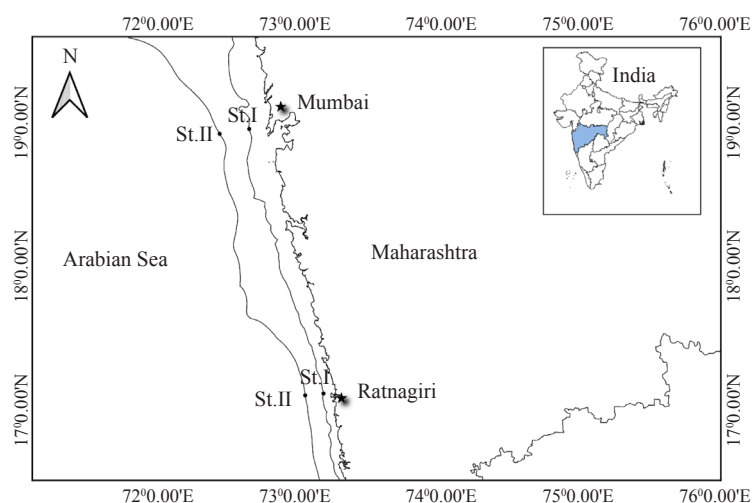 72⁰0.00'E 73⁰0.00'E 74⁰0.00'E 75⁰0.00'E 76⁰0.00'E
N
India
Mumbai
St.I
St.II
19⁰0.00'N
19⁰0.00'N
Maharashtra
Arabian Sea
18⁰0.00'N
18⁰0.00'N
St.I
Ratnagiri
St.II
17⁰0.00'N
17⁰0.00'N
72⁰0.00'E 73⁰0.00'E 74⁰0.00'E 75⁰0.00'E 76⁰0.00'E